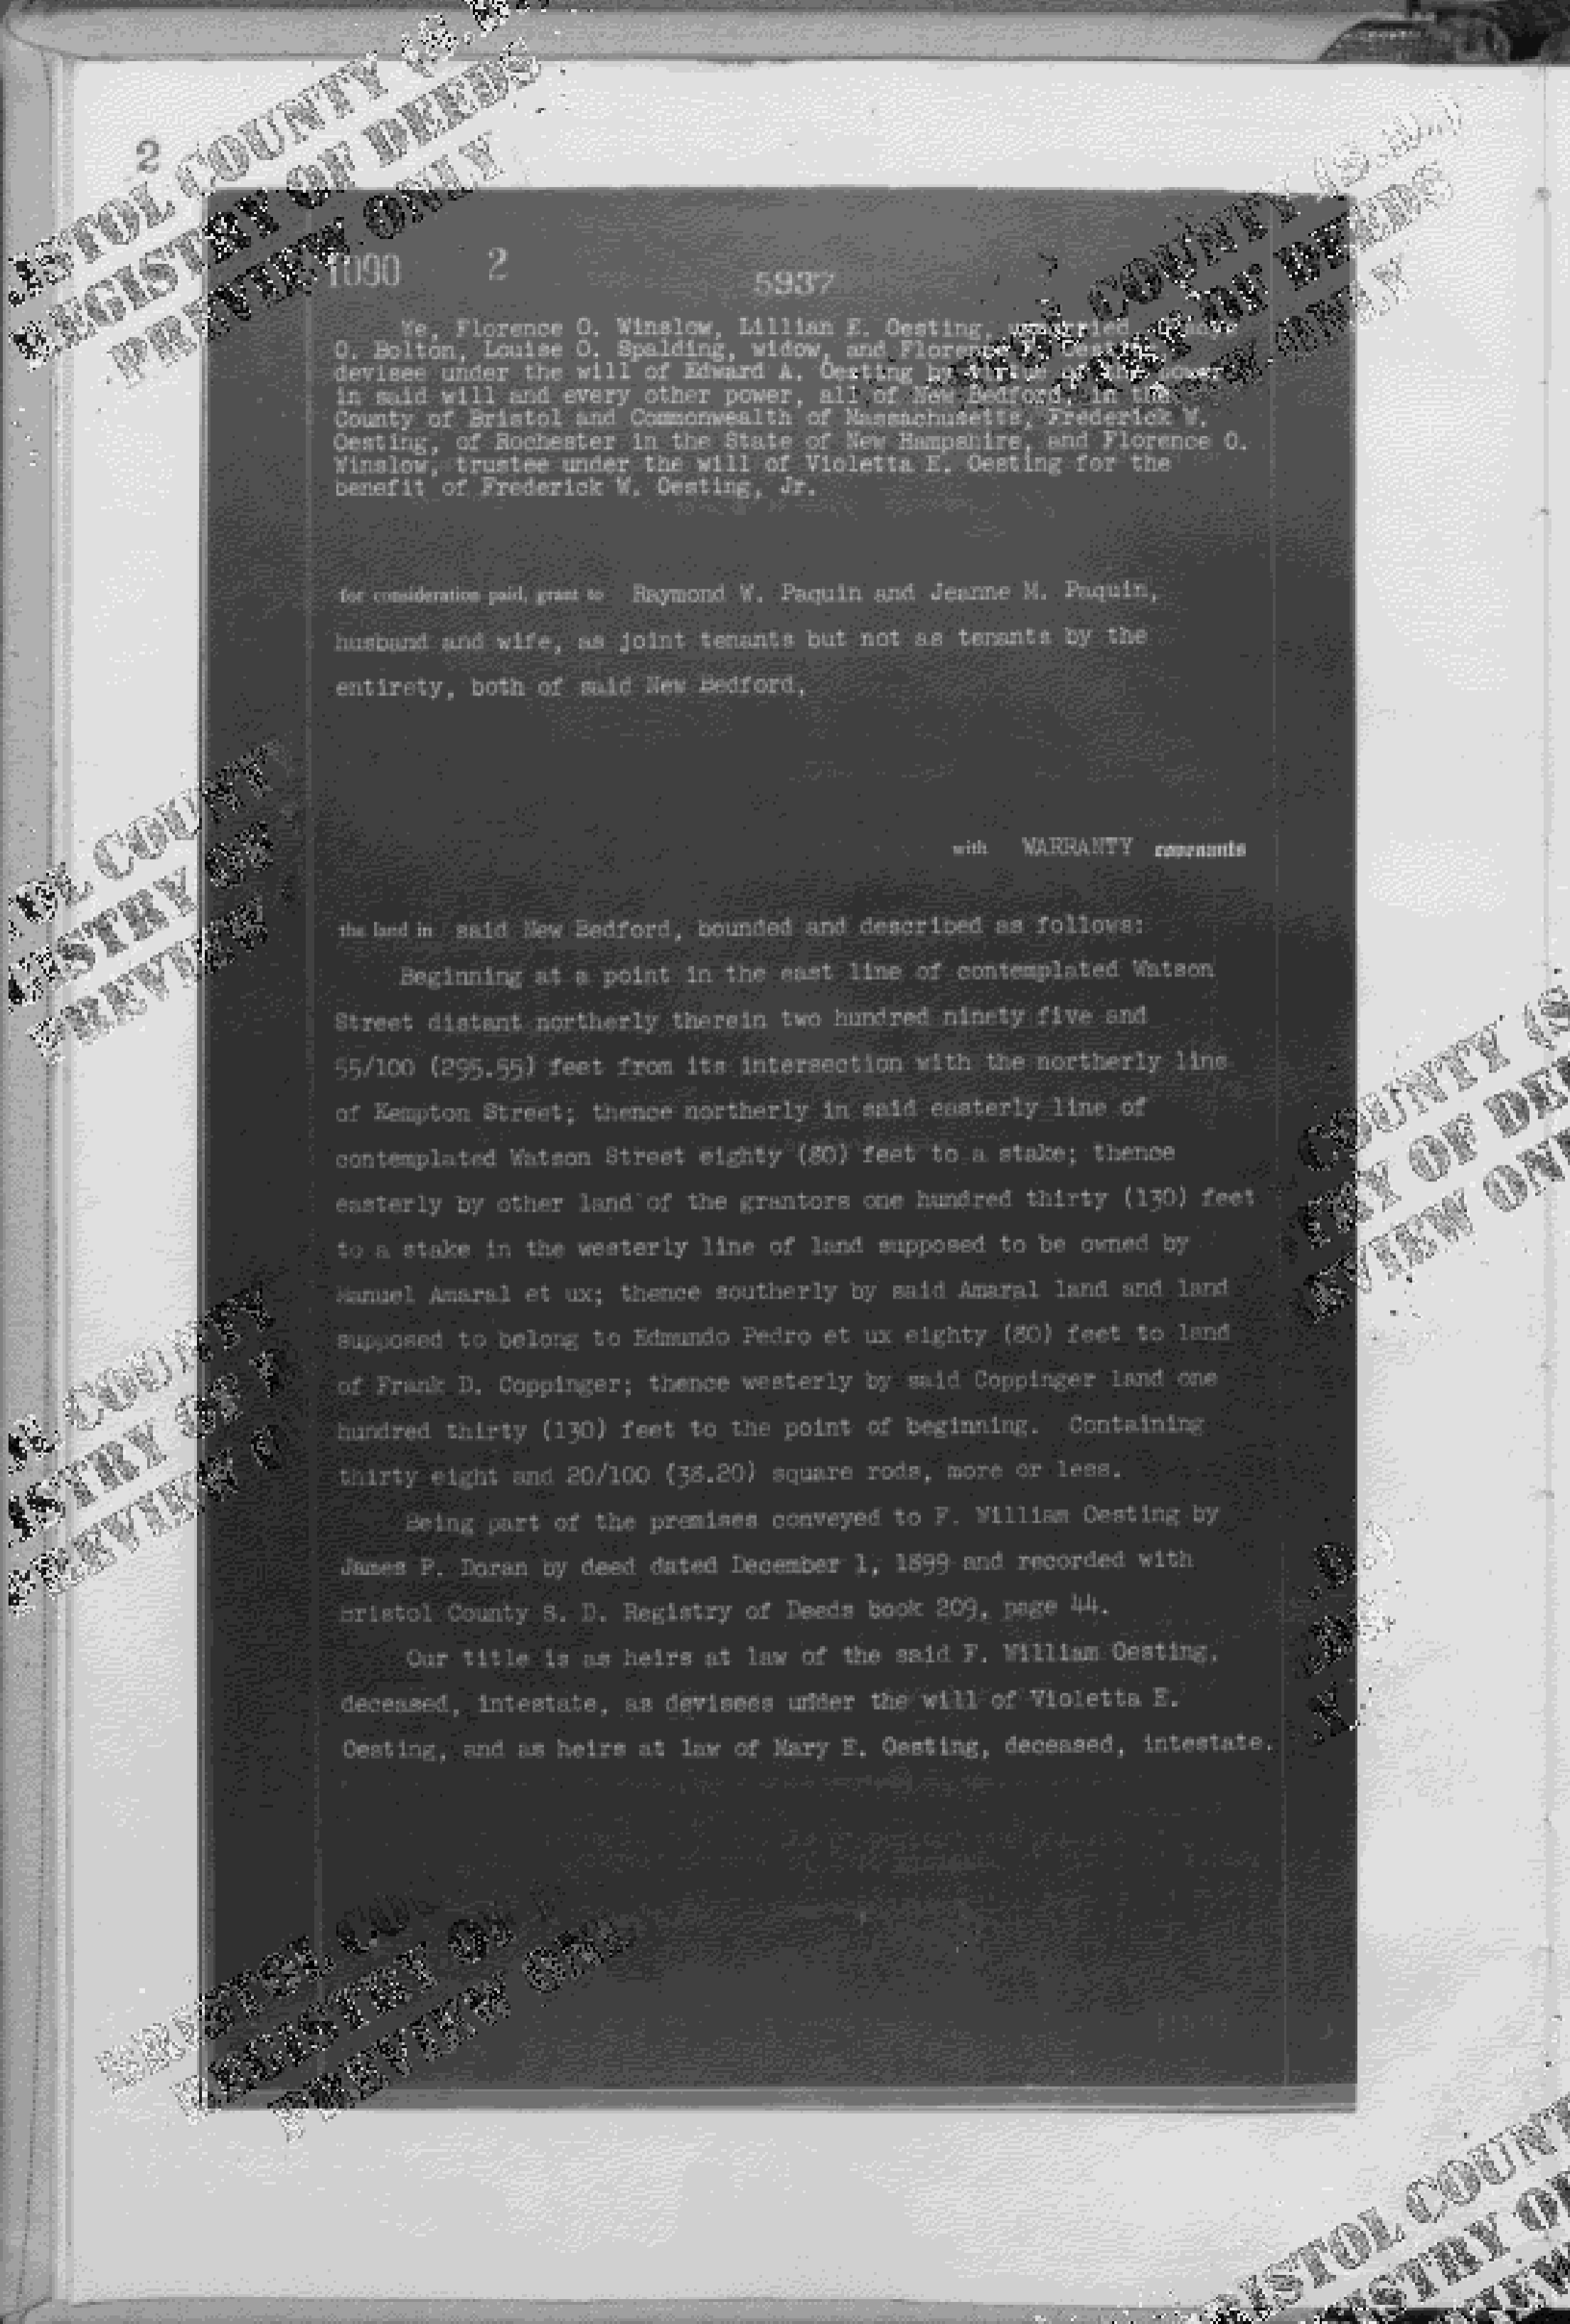 2
1090 2 5937
We, Florence O. Winslow, Lillian E. Oesting, unmarried,
O. Bolton, Louise O. Spalding, widow, and Florence
devisee under the will of Edward A. Oesting by virtue of the power
in said will and every other power, all of New Bedford, in the
County of Bristol and Commonwealth of Massachusetts, Frederick W.
Oesting, of Rochester in the State of New Hampshire, and Florence O.
Winslow, trustee under the will of Violetta E. Oesting for the
benefit of Frederick W. Oesting, Jr.
for consideration paid, grant to Raymond W. Paquin and Jeanne M. Paquin,
husband and wife, as joint tenants but not as tenants by the
entirety, both of said New Bedford,
with WARRANTY covenants
the land in said New Bedford, bounded and described as follows:
Beginning at a point in the east line of contemplated Watson
Street distant northerly therein two hundred ninety five and
55/100 (295.55) feet from its intersection with the northerly line
of Kempton Street; thence northerly in said easterly line of
contemplated Watson Street eighty (80) feet to a stake; thence
easterly by other land of the grantors one hundred thirty (130) feet
to a stake in the westerly line of land supposed to be owned by
Manuel Amaral et ux; thence southerly by said Amaral land and land
supposed to belong to Edmundo Pedro et ux eighty (80) feet to land
of Frank D. Coppinger; thence westerly by said Coppinger land one
hundred thirty (130) feet to the point of beginning. Containing
thirty eight and 20/100 (38.20) square rods, more or less.
Being part of the premises conveyed to F. William Oesting by
James P. Doran by deed dated December 1, 1899 and recorded with
Bristol County S. D. Registry of Deeds book 209, page 44.
Our title is as heirs at law of the said F. William Oesting,
deceased, intestate, as devisees under the will of Violetta E.
Oesting, and as heirs at law of Mary E. Oesting, deceased, intestate.